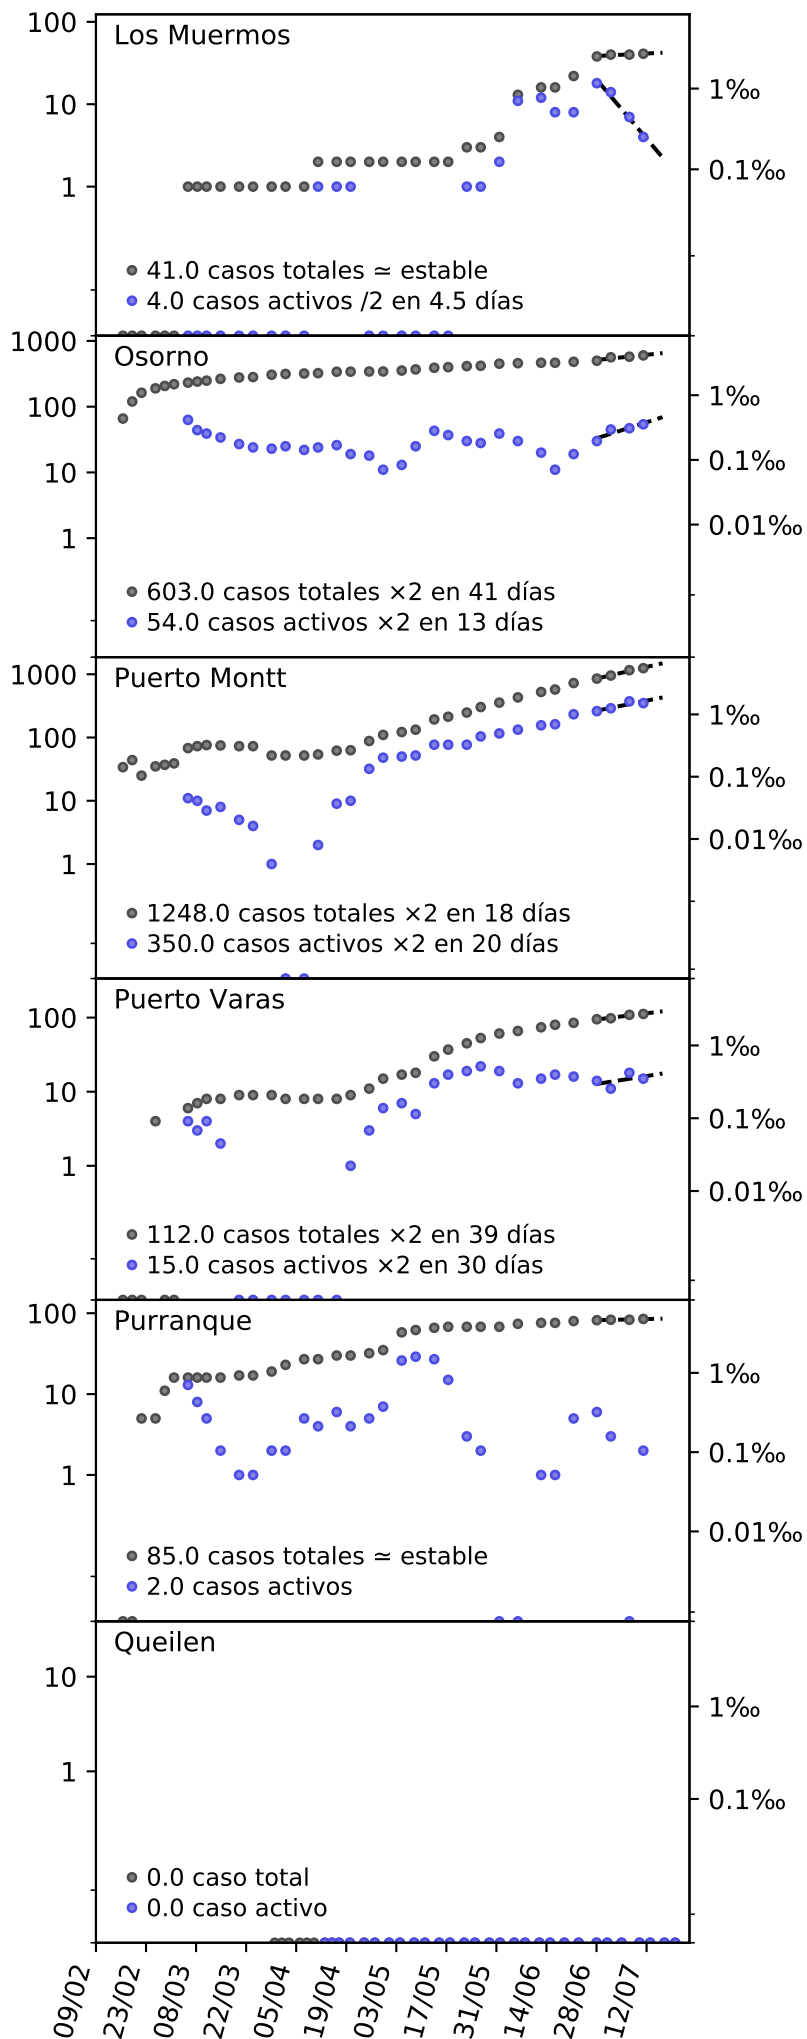 100
Los Muermos
10
1
1‰
0.1‰
41.0 casos totales ≃ estable
4.0 casos activos /2 en 4.5 días
1000
Osorno
100
10
1
1‰
0.1‰
0.01‰
603.0 casos totales ×2 en 41 días
54.0 casos activos ×2 en 13 días
1000
Puerto Montt
100
10
1
1‰
0.1‰
0.01‰
1248.0 casos totales ×2 en 18 días
350.0 casos activos ×2 en 20 días
Puerto Varas
100
10
1
1‰
0.1‰
0.01‰
112.0 casos totales ×2 en 39 días
15.0 casos activos ×2 en 30 días
100
Purranque
10
1
1‰
0.1‰
0.01‰
85.0 casos totales ≃ estable
2.0 casos activos
Queilen
10
1
1‰
0.1‰
0.0 caso total
0.0 caso activo
09/02
23/02
08/03
22/03
05/04
19/04
03/05
17/05
31/05
14/06
28/06
12/07